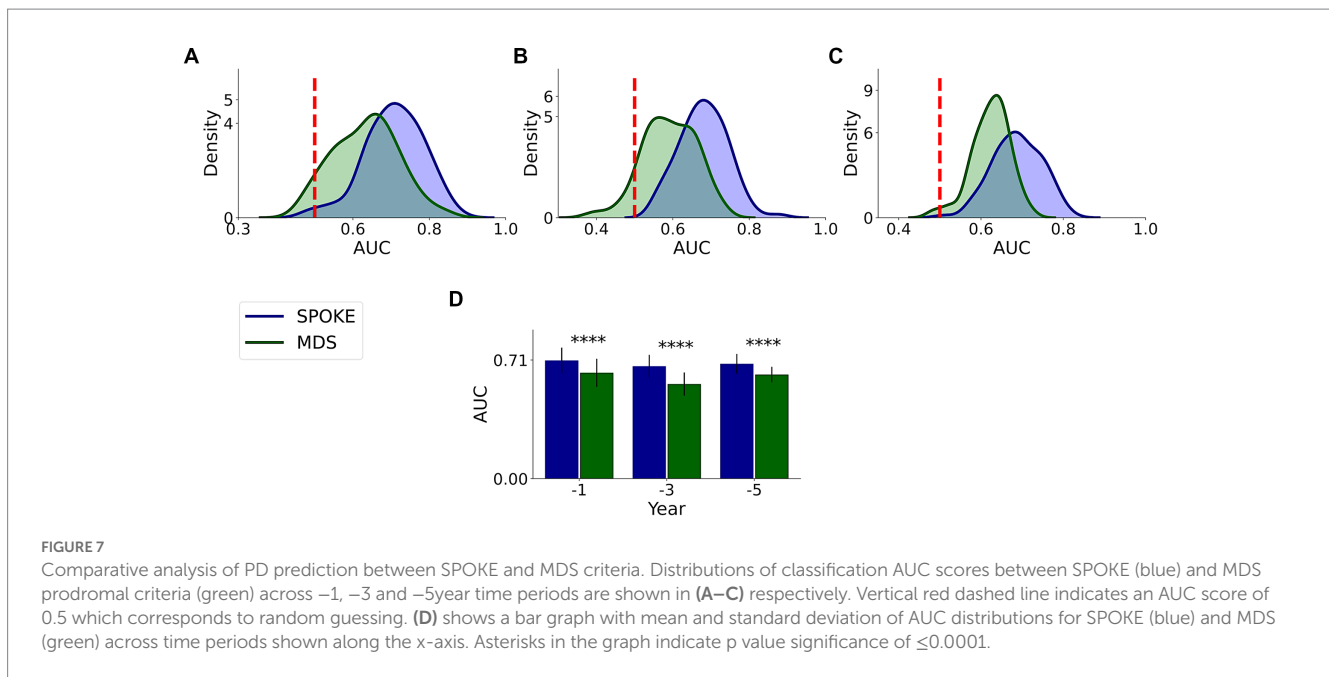 A
B
C
5
4
0
Density
0.3
0.6
0.8
1.0
AUC
6
5
0
Density
0.4
0.6
0.8
1.0
AUC
9
6
0
Density
0.4
0.6
0.8
1.0
AUC
SPOKE
MDS
D
**** **** ****
0.71
0.00
AUC
-1 -3 -5
Year
FIGURE 7
Comparative analysis of PD prediction between SPOKE and MDS criteria. Distributions of classification AUC scores between SPOKE (blue) and MDS
prodromal criteria (green) across −1, −3 and −5year time periods are shown in (A–C) respectively. Vertical red dashed line indicates an AUC score of
0.5 which corresponds to random guessing. (D) shows a bar graph with mean and standard deviation of AUC distributions for SPOKE (blue) and MDS
(green) across time periods shown along the x-axis. Asterisks in the graph indicate p value significance of ≤0.0001.